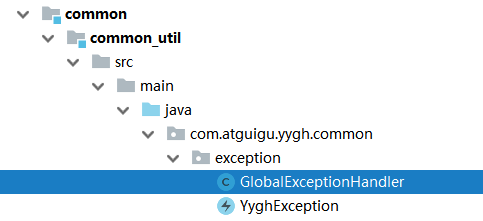 common
common_util
src
main
java
com.atguigu.yygh.common
exception
GlobalExceptionHandler
YyghException